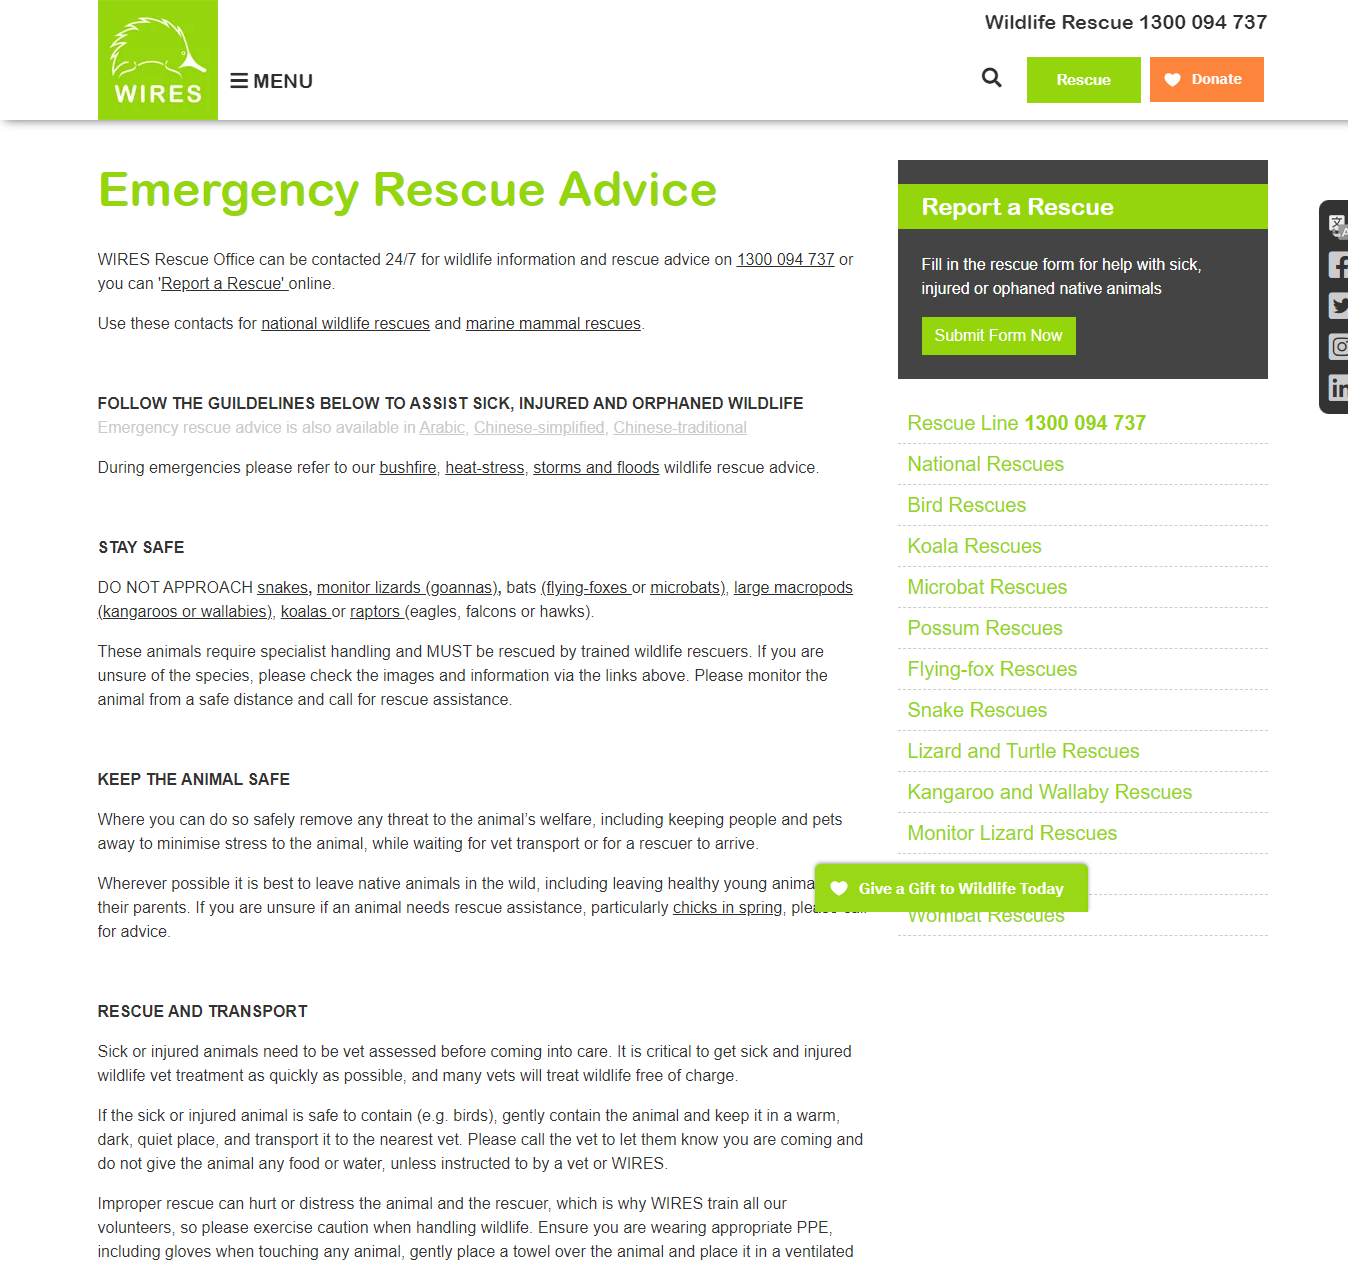 Wildlife Rescue 1300 094 737
WIRES
MENU
Rescue
Donate
Emergency Rescue Advice
WIRES Rescue Office can be contacted 24/7 for wildlife information and rescue advice on 1300 094 737 or
you can 'Report a Rescue' online.
Use these contacts for national wildlife rescues and marine mammal rescues.
FOLLOW THE GUILDELINES BELOW TO ASSIST SICK, INJURED AND ORPHANED WILDLIFE
Emergency rescue advice is also available in Arabic, Chinese-simplified, Chinese-traditional
During emergencies please refer to our bushfire, heat-stress, storms and floods wildlife rescue advice.
STAY SAFE
DO NOT APPROACH snakes, monitor lizards (goannas), bats (flying-foxes or microbats), large macropods
(kangaroos or wallabies), koalas or raptors (eagles, falcons or hawks).
These animals require specialist handling and MUST be rescued by trained wildlife rescuers. If you are
unsure of the species, please check the images and information via the links above. Please monitor the
animal from a safe distance and call for rescue assistance.
KEEP THE ANIMAL SAFE
Where you can do so safely remove any threat to the animal’s welfare, including keeping people and pets
away to minimise stress to the animal, while waiting for vet transport or for a rescuer to arrive.
Wherever possible it is best to leave native animals in the wild, including leaving healthy young
their parents. If you are unsure if an animal needs rescue assistance, particularly chicks in spring, please call
for advice.
RESCUE AND TRANSPORT
Sick or injured animals need to be vet assessed before coming into care. It is critical to get sick and injured
wildlife vet treatment as quickly as possible, and many vets will treat wildlife free of charge.
If the sick or injured animal is safe to contain (e.g. birds), gently contain the animal and keep it in a warm,
dark, quiet place, and transport it to the nearest vet. Please call the vet to let them know you are coming and
do not give the animal any food or water, unless instructed to by a vet or WIRES.
Improper rescue can hurt or distress the animal and the rescuer, which is why WIRES train all our
volunteers, so please exercise caution when handling wildlife. Ensure you are wearing appropriate PPE,
including gloves when touching any animal, gently place a towel over the animal and place it in a ventilated
Report a Rescue
Fill in the rescue form for help with sick,
injured or ophaned native animals
Submit Form Now
Rescue Line 1300 094 737
National Rescues
Bird Rescues
Koala Rescues
Microbat Rescues
Possum Rescues
Flying-fox Rescues
Snake Rescues
Lizard and Turtle Rescues
Kangaroo and Wallaby Rescues
Monitor Lizard Rescues
Give a Gift to Wildlife Today
Wombat Rescues